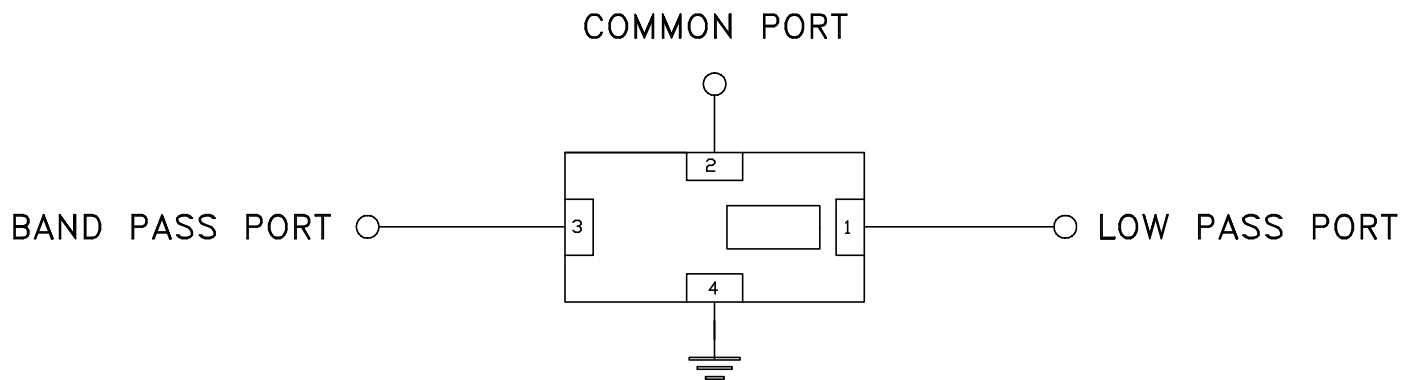 COMMON PORT
2
BAND PASS PORT 3 1 LOW PASS PORT
4